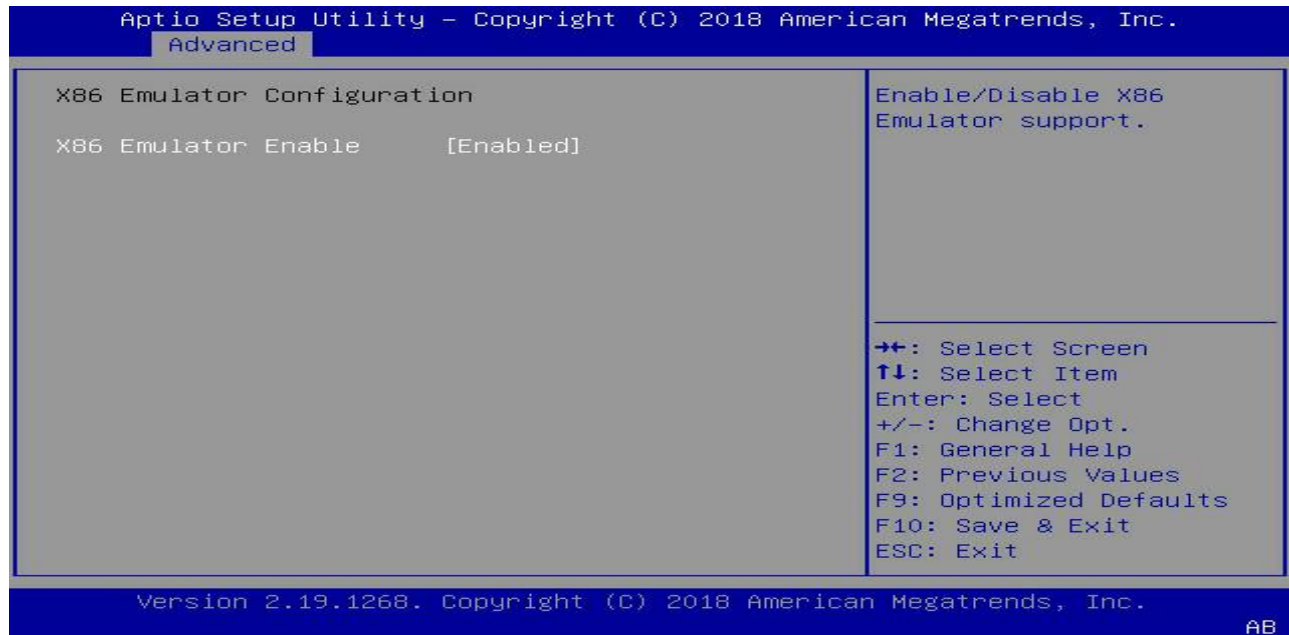 Aptio Setup Utility – Copyright (C) 2018 American Megatrends, Inc.
Advanced
X86 Emulator Configuration
X86 Emulator Enable [Enabled]
Enable/Disable X86
Emulator support.
→←: Select Screen
↑↓: Select Item
Enter: Select
+/-: Change Opt.
F1: General Help
F2: Previous Values
F9: Optimized Defaults
F10: Save & Exit
ESC: Exit
Version 2.19.1268. Copyright (C) 2018 American Megatrends, Inc.
AB